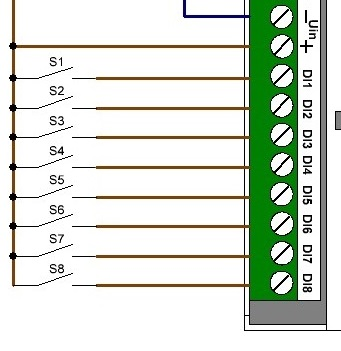 − Uin +
S1 DI1
S2 DI2
S3 DI3
S4 DI4
S5 DI5
S6 DI6
S7 DI7
S8 DI8